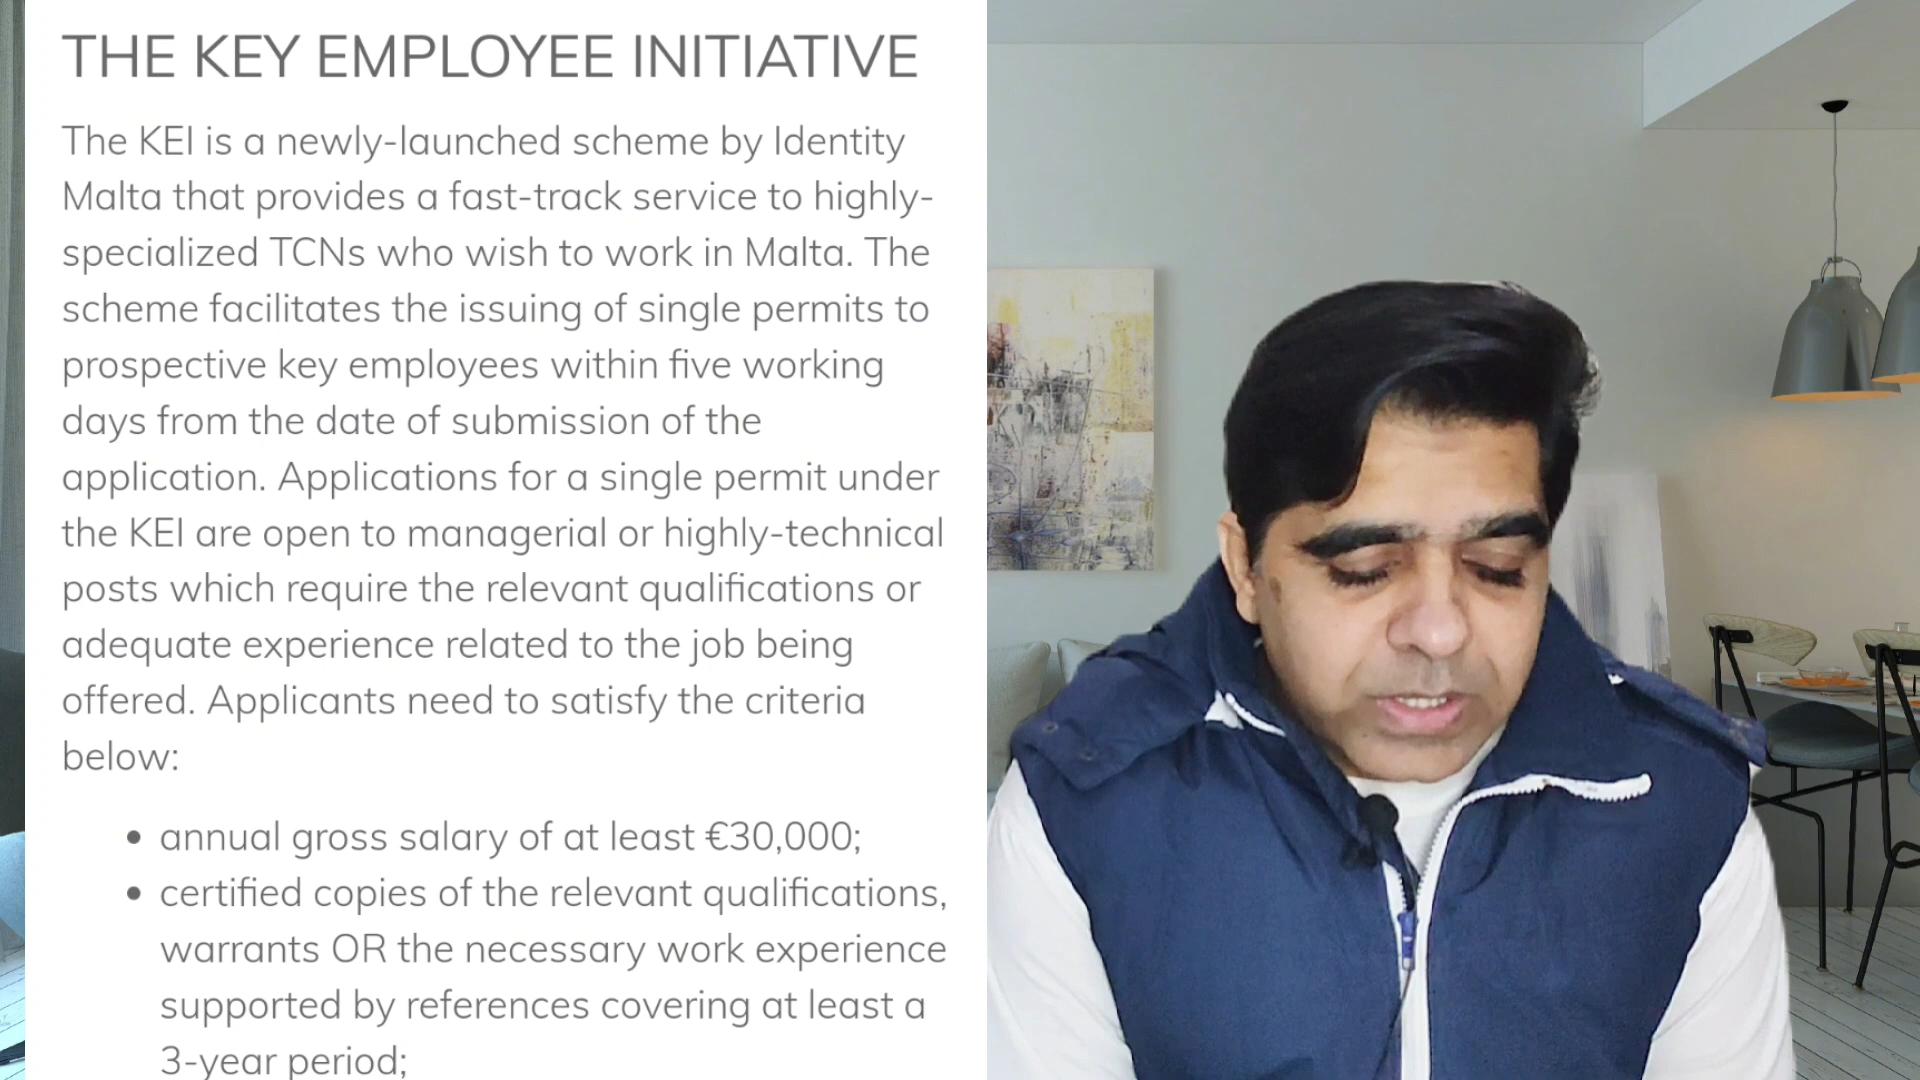 THE KEY EMPLOYEE INITIATIVE
The KEI is a newly-launched scheme by Identity
Malta that provides a fast-track service to highly-
specialized TCNs who wish to work in Malta. The
scheme facilitates the issuing of single permits to
prospective key employees within five working
days from the date of submission of the
application. Applications for a single permit under
the KEI are open to managerial or highly-technical
posts which require the relevant qualifications or
adequate experience related to the job being
offered. Applicants need to satisfy the criteria
below:
• annual gross salary of at least €30,000;
• certified copies of the relevant qualifications,
warrants OR the necessary work experience
supported by references covering at least a
3-year period;